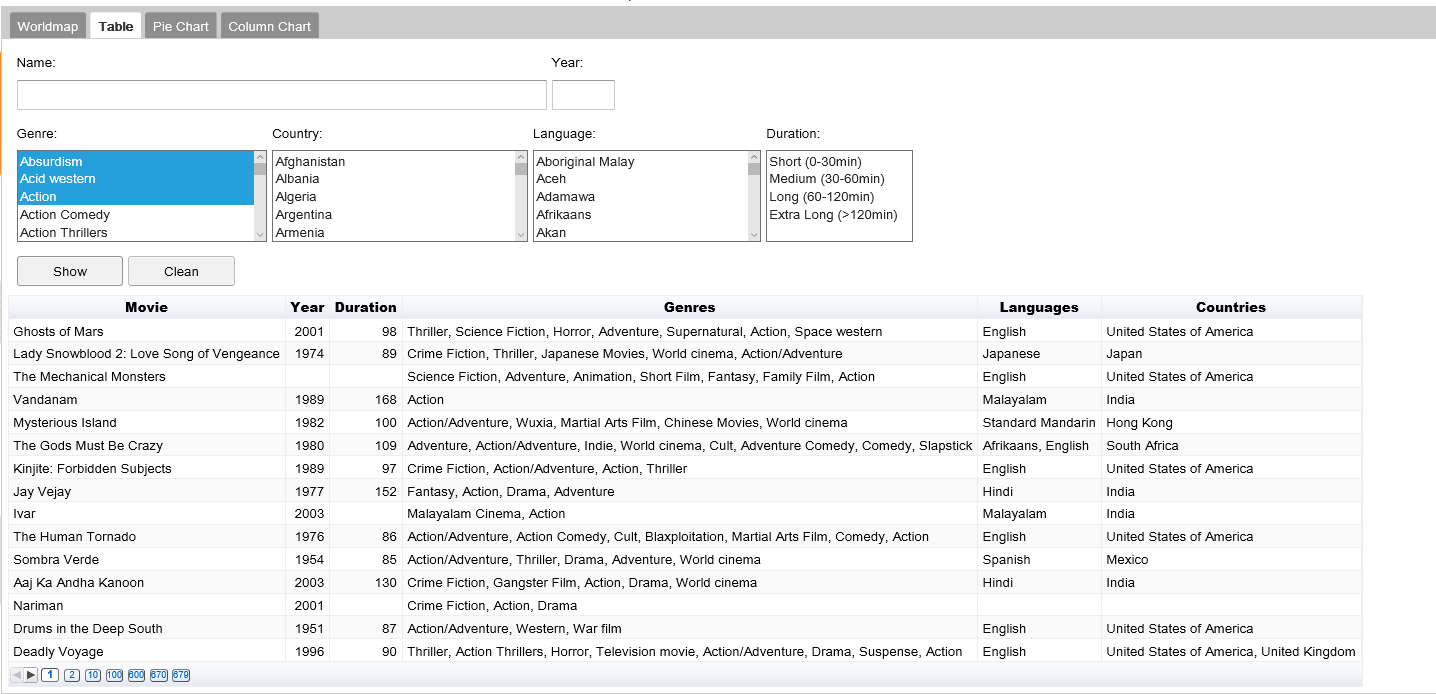 Worldmap Table Pie Chart Column Chart
Name: Year:
Genre: Country: Language: Duration:
Absurdism Afghanistan Aboriginal Malay Short (0-30min)
Acid western Albania Aceh Medium (30-60min)
Action Algeria Adamawa Long (60-120min)
Action Comedy Argentina Afrikaans Extra Long (>120min)
Action Thrillers Armenia Akan
Show Clean
Movie Year Duration Genres Languages Countries
Ghosts of Mars 2001 98 Thriller, Science Fiction, Horror, Adventure, Supernatural, Action, Space western English United States of America
Lady Snowblood 2: Love Song of Vengeance 1974 89 Crime Fiction, Thriller, Japanese Movies, World cinema, Action/Adventure Japanese Japan
The Mechanical Monsters Science Fiction, Adventure, Animation, Short Film, Fantasy, Family Film, Action English United States of America
Vandanam 1989 168 Action Malayalam India
Mysterious Island 1982 100 Action/Adventure, Wuxia, Martial Arts Film, Chinese Movies, World cinema Standard Mandarin Hong Kong
The Gods Must Be Crazy 1980 109 Adventure, Action/Adventure, Indie, World cinema, Cult, Adventure Comedy, Comedy, Slapstick Afrikaans, English South Africa
Kinjite: Forbidden Subjects 1989 97 Crime Fiction, Action/Adventure, Action, Thriller English United States of America
Jay Vejay 1977 152 Fantasy, Action, Drama, Adventure Hindi India
Ivar 2003 Malayalam Cinema, Action Malayalam India
The Human Tornado 1976 86 Action/Adventure, Action Comedy, Cult, Blaxploitation, Martial Arts Film, Comedy, Action English United States of America
Sombra Verde 1954 85 Action/Adventure, Thriller, Drama, Adventure, World cinema Spanish Mexico
Aaj Ka Andha Kanoon 2003 130 Crime Fiction, Gangster Film, Action, Drama, World cinema Hindi India
Nariman 2001 Crime Fiction, Action, Drama
Drums in the Deep South 1951 87 Action/Adventure, Western, War film English United States of America
Deadly Voyage 1996 90 Thriller, Action Thrillers, Horror, Television movie, Action/Adventure, Drama, Suspense, Action English United States of America, United Kingdom
1 2 10 100 600 670 679